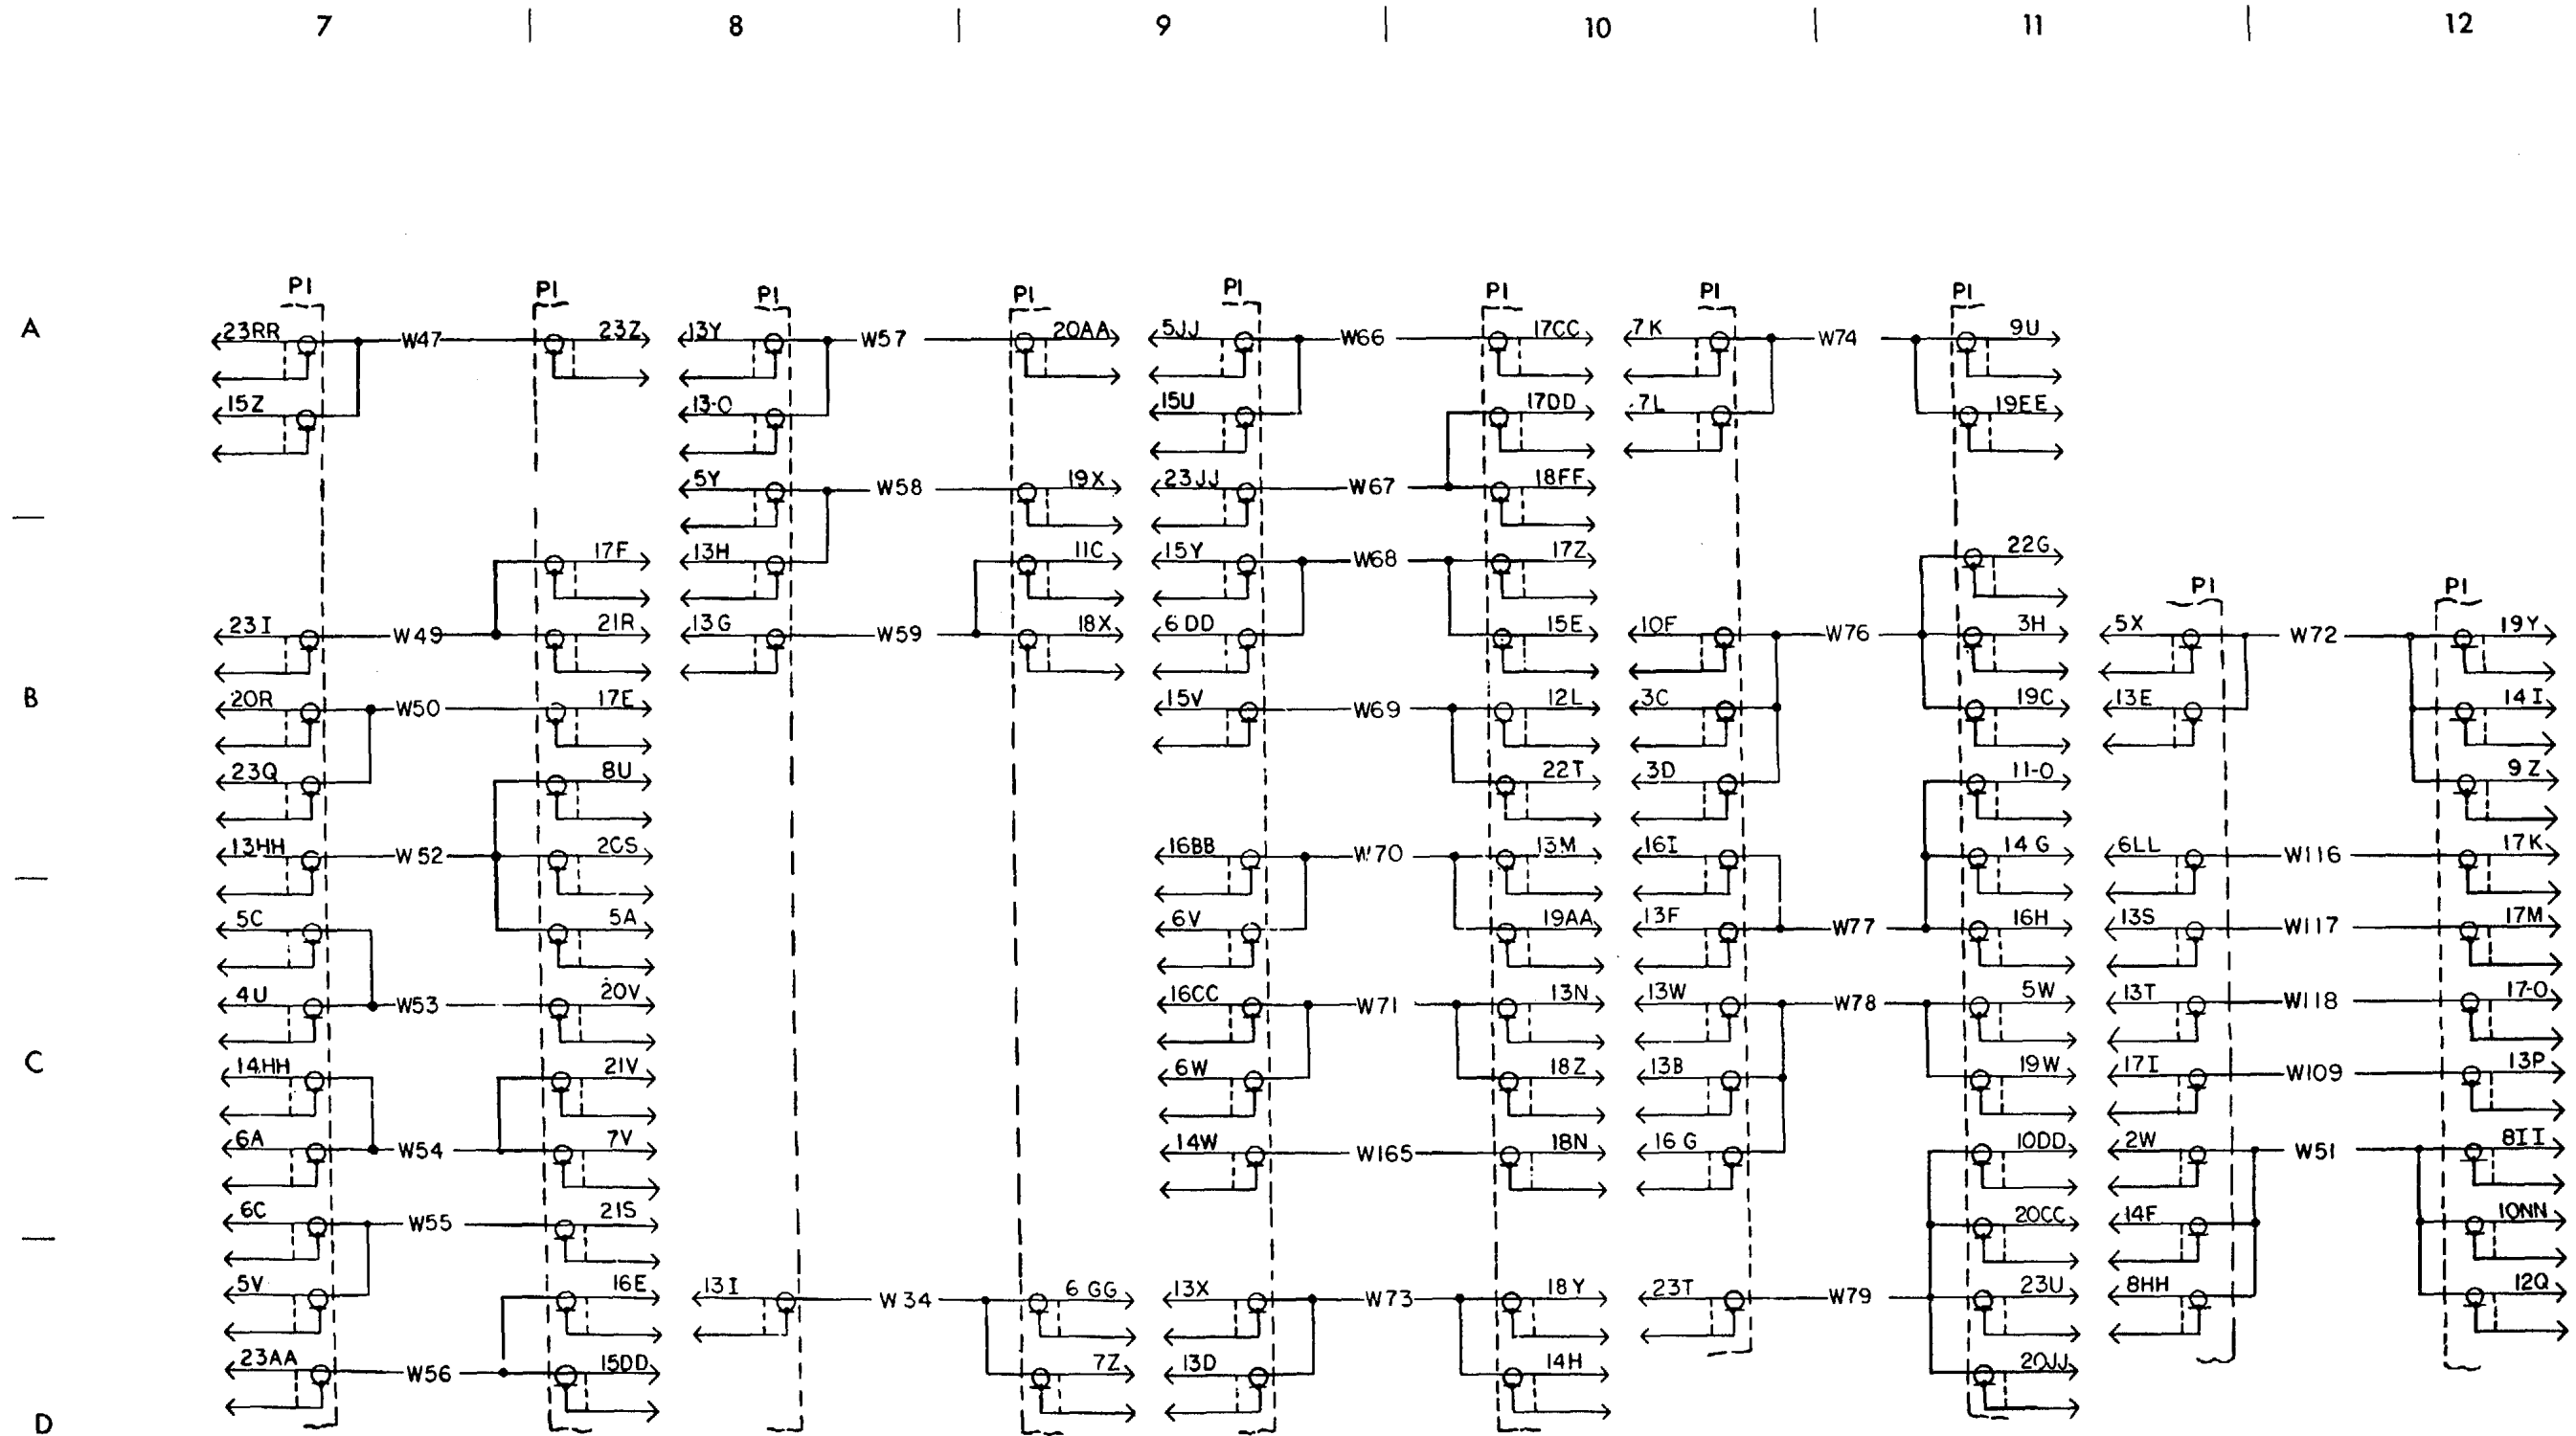 7 8 9 10 11 12
P1 P1 P1 P1 P1 P1 P1 P1
A 23RR W47 23Z 13Y W57 20AA 5JJ W66 17CC 7K W74 9U
15Z 13-O 15U 17DD 7L 19EE
5Y W58 19X 23JJ W67 18FF
17F 13H 11C 15Y W68 17Z 22G
P1 P1
23I W49 21R 13G W59 18X 6DD 15E 10F W76 3H 5X W72 19Y
B 20R W50 17E 15V W69 12L 3C 19C 13E 14I
23Q 8U 22T 3D 11-O 9Z
13HH W52 2CS 16BB W70 13M 16I 14G 6LL W116 17K
5C 5A 6V 19AA 13F W77 16H 13S W117 17M
4U W53 20V 16CC W71 13N 13W W78 5W 13T W118 17-O
C 14HH 21V 6W 18Z 13B 19W 17I W109 13P
6A W54 7V 14W W165 18N 16G 10DD 2W W51 8II
6C W55 21S 20CC 14F 10NN
5V 16E 13I W34 6GG 13X W73 18Y 23T W79 23U 8HH 12Q
23AA W56 15DD 7Z 13D 14H 20JJ
D